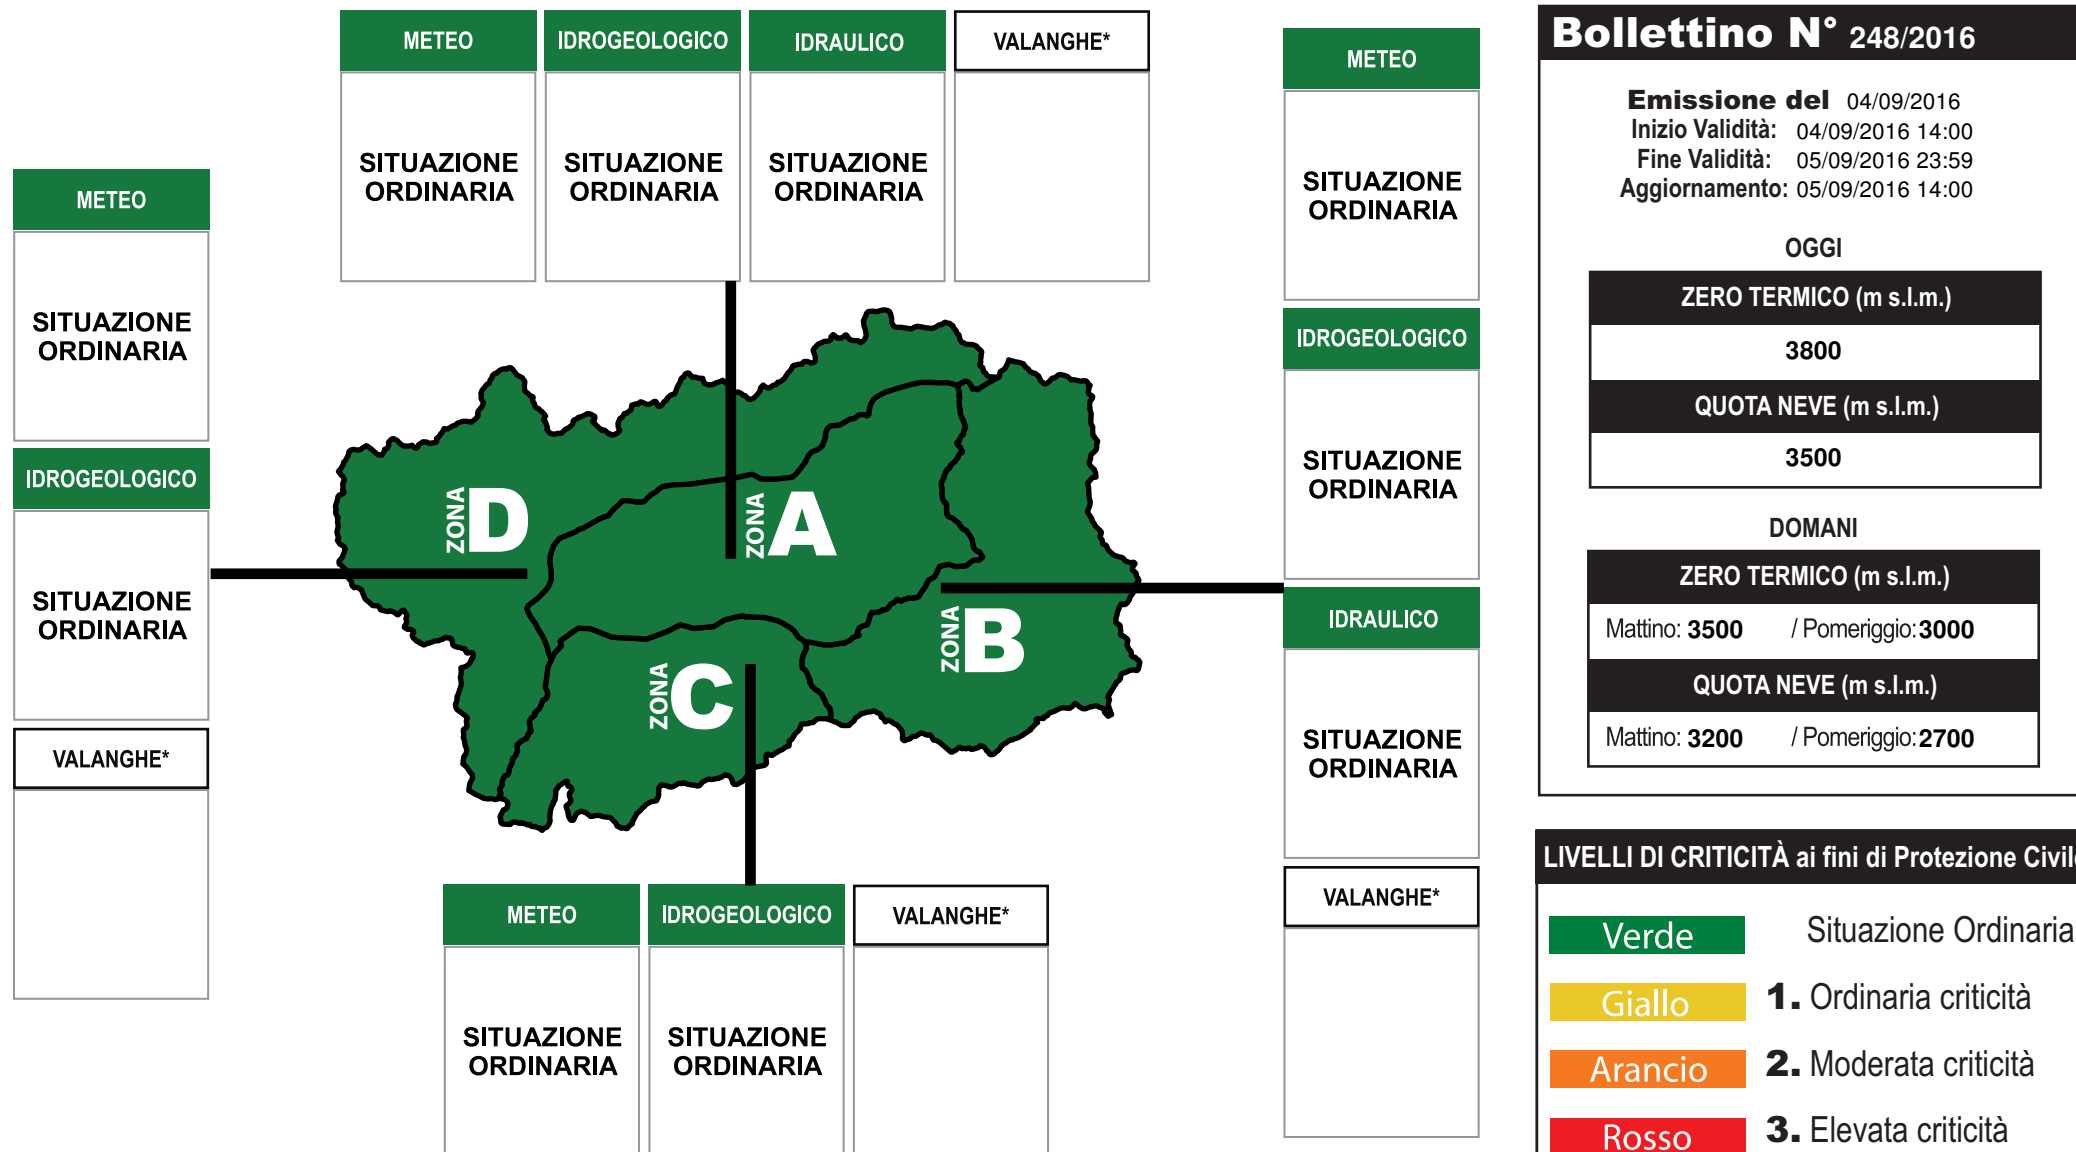 METEO
IDROGEOLOGICO
IDRAULICO
VALANGHE*
SITUAZIONE
ORDINARIA
SITUAZIONE
ORDINARIA
SITUAZIONE
ORDINARIA
METEO
SITUAZIONE
ORDINARIA
IDROGEOLOGICO
SITUAZIONE
ORDINARIA
VALANGHE*
ZONA D
ZONA A
ZONA B
ZONA C
METEO
SITUAZIONE
ORDINARIA
IDROGEOLOGICO
SITUAZIONE
ORDINARIA
IDRAULICO
SITUAZIONE
ORDINARIA
VALANGHE*
METEO
IDROGEOLOGICO
VALANGHE*
SITUAZIONE
ORDINARIA
SITUAZIONE
ORDINARIA
Bollettino N° 248/2016
Emissione del 04/09/2016
Inizio Validità: 04/09/2016 14:00
Fine Validità: 05/09/2016 23:59
Aggiornamento: 05/09/2016 14:00
OGGI
ZERO TERMICO (m s.l.m.)
3800
QUOTA NEVE (m s.l.m.)
3500
DOMANI
ZERO TERMICO (m s.l.m.)
Mattino: 3500 / Pomeriggio: 3000
QUOTA NEVE (m s.l.m.)
Mattino: 3200 / Pomeriggio: 2700
LIVELLI DI CRITICITÀ ai fini di Protezione Civile
Verde Situazione Ordinaria
Giallo 1. Ordinaria criticità
Arancio 2. Moderata criticità
Rosso 3. Elevata criticità